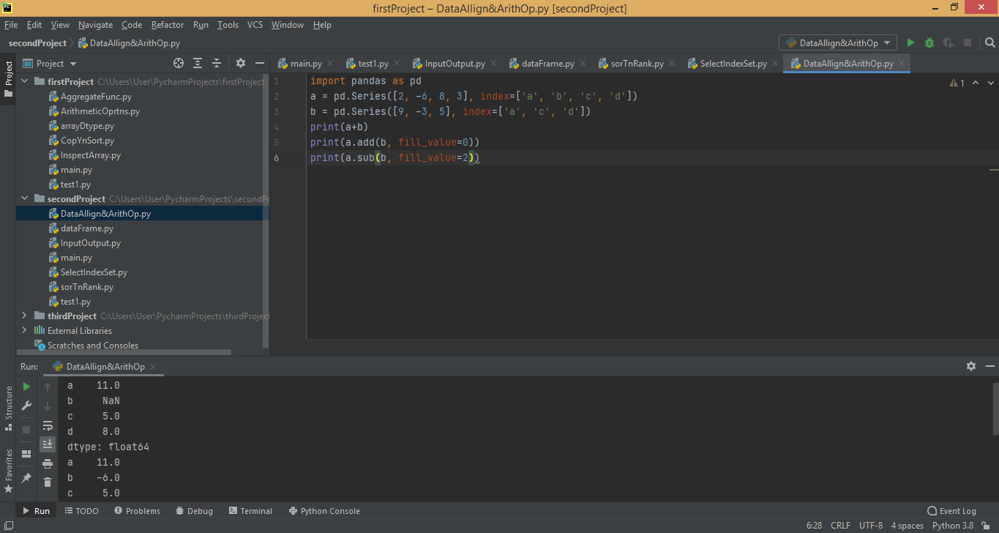 PC
firstProject – DataAllign&ArithOp.py [secondProject]
File Edit View Navigate Code Refactor Run Tools VCS Window Help
secondProject DataAllign&ArithOp.py
DataAllign&ArithOp
Project
Project
main.py test1.py InputOutput.py dataFrame.py sorTnRank.py SelectIndexSet.py DataAllign&ArithOp.py
firstProject C:\Users\User\PycharmProjects\firstProject
AggregateFunc.py
ArithmeticOprtns.py
arrayDtype.py
CopYnSort.py
InspectArray.py
main.py
test1.py
secondProject C:\Users\User\PycharmProjects\secondPr
DataAllign&ArithOp.py
dataFrame.py
InputOutput.py
main.py
SelectIndexSet.py
sorTnRank.py
test1.py
thirdProject C:\Users\User\PycharmProjects\thirdProject
External Libraries
Scratches and Consoles
1 import pandas as pd
2 a = pd.Series([2, -6, 8, 3], index=['a', 'b', 'c', 'd'])
3 b = pd.Series([9, -3, 5], index=['a', 'c', 'd'])
4 print(a+b)
5 print(a.add(b, fill_value=0))
6 print(a.sub(b, fill_value=2))
1
Run: DataAllign&ArithOp
a 11.0
b NaN
c 5.0
d 8.0
dtype: float64
a 11.0
b -6.0
c 5.0
Structure
Favorites
Run TODO Problems Debug Terminal Python Console Event Log
6:28 CRLF UTF-8 4 spaces Python 3.8